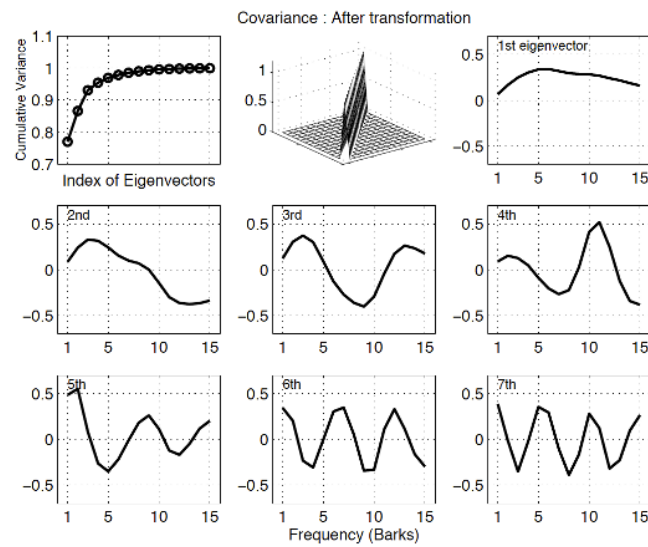 Covariance : After transformation
Cumulative Variance
1.1
1
0.9
0.8
0.7
1 5 10 15
Index of Eigenvectors
1
0.5
0
1st eigenvector
0.5
0
−0.5
1 5 10 15
2nd
0.5
0
−0.5
1 5 10 15
3rd
0.5
0
−0.5
1 5 10 15
4th
0.5
0
−0.5
1 5 10 15
5th
0.5
0
−0.5
1 5 10 15
6th
0.5
0
−0.5
1 5 10 15
Frequency (Barks)
7th
0.5
0
−0.5
1 5 10 15